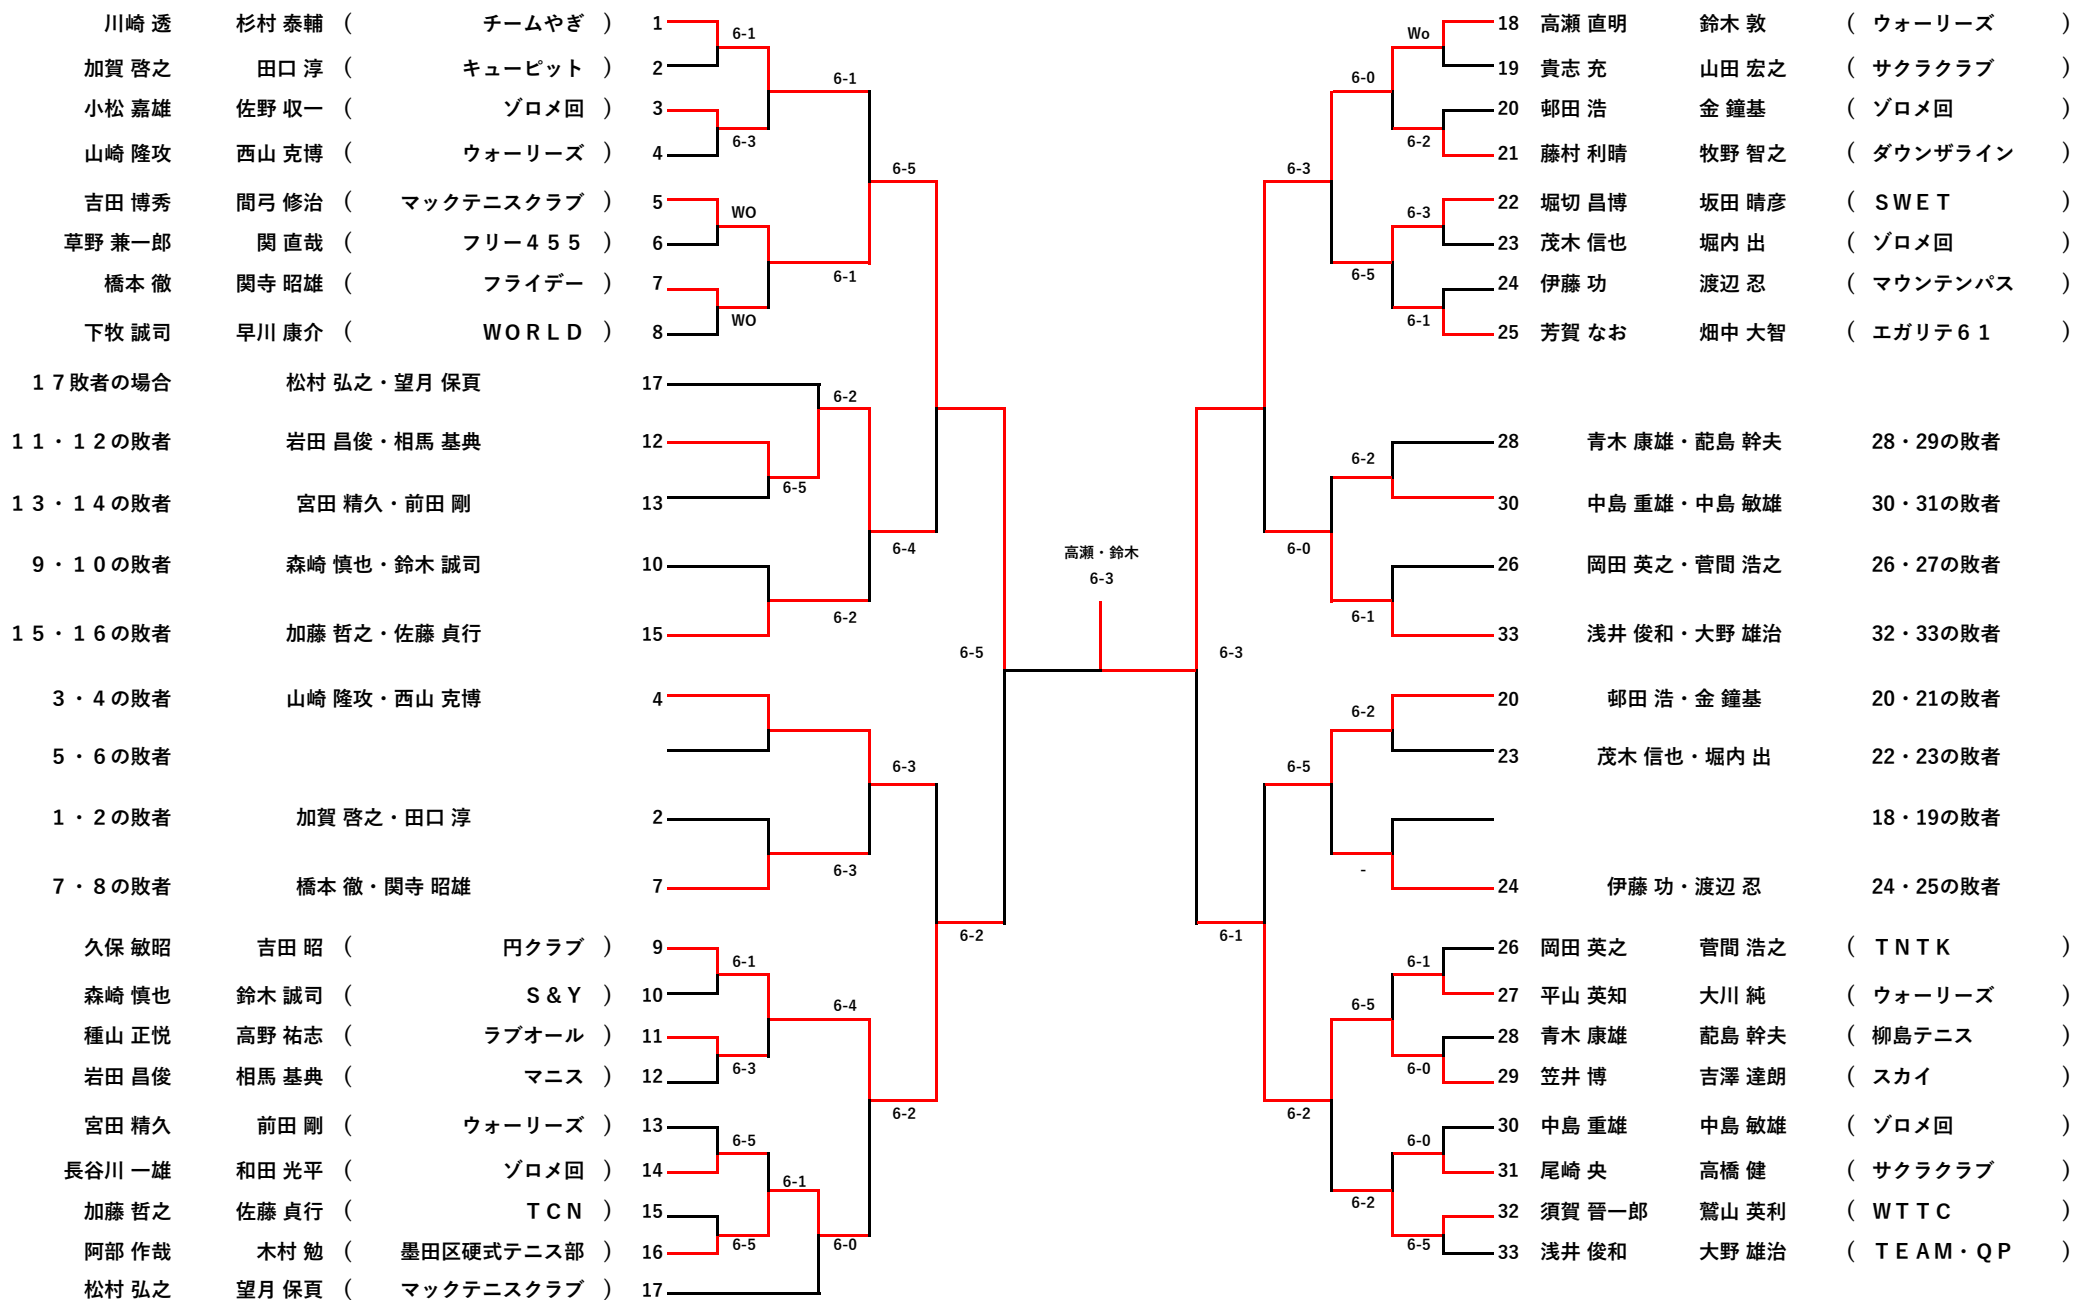 川崎 透 杉村 泰輔 ( チームやぎ ) 1
6-1
加賀 啓之 田口 淳 ( キューピット ) 2
6-1
小松 嘉雄 佐野 収一 ( ゾロメ回 ) 3
6-3
山崎 隆攻 西山 克博 ( ウォーリーズ ) 4
6-5
吉田 博秀 間弓 修治 ( マックテニスクラブ ) 5
WO
草野 兼一郎 関 直哉 ( フリー４５５ ) 6
6-1
橋本 徹 関寺 昭雄 ( フライデー ) 7
WO
下牧 誠司 早川 康介 ( ＷＯＲＬＤ ) 8
１７敗者の場合 松村 弘之・望月 保頁 17
6-2
１１・１２の敗者 岩田 昌俊・相馬 基典 12
6-5
１３・１４の敗者 宮田 精久・前田 剛 13
6-4
９・１０の敗者 森崎 慎也・鈴木 誠司 10
6-2
１５・１６の敗者 加藤 哲之・佐藤 貞行 15
6-5
３・４の敗者 山崎 隆攻・西山 克博 4
５・６の敗者
6-3
１・２の敗者 加賀 啓之・田口 淳 2
6-3
７・８の敗者 橋本 徹・関寺 昭雄 7
6-2
久保 敏昭 吉田 昭 ( 円クラブ ) 9
6-1
森崎 慎也 鈴木 誠司 ( Ｓ＆Ｙ ) 10
6-4
種山 正悦 高野 祐志 ( ラブオール ) 11
6-3
岩田 昌俊 相馬 基典 ( マニス ) 12
6-2
宮田 精久 前田 剛 ( ウォーリーズ ) 13
6-5
長谷川 一雄 和田 光平 ( ゾロメ回 ) 14
6-1
加藤 哲之 佐藤 貞行 ( ＴＣＮ ) 15
6-5
6-0
阿部 作哉 木村 勉 ( 墨田区硬式テニス部 ) 16
松村 弘之 望月 保頁 ( マックテニスクラブ ) 17
高瀬・鈴木
6-3
18 高瀬 直明 鈴木 敦 ( ウォーリーズ )
Wo
19 貴志 充 山田 宏之 ( サクラクラブ )
6-0
20 邨田 浩 金 鐘基 ( ゾロメ回 )
6-2
21 藤村 利晴 牧野 智之 ( ダウンザライン )
6-3
22 堀切 昌博 坂田 晴彦 ( ＳＷＥＴ )
6-3
23 茂木 信也 堀内 出 ( ゾロメ回 )
6-5
24 伊藤 功 渡辺 忍 ( マウンテンパス )
6-1
25 芳賀 なお 畑中 大智 ( エガリテ６１ )
28 青木 康雄・蓜島 幹夫 28・29の敗者
6-2
30 中島 重雄・中島 敏雄 30・31の敗者
6-0
26 岡田 英之・菅間 浩之 26・27の敗者
6-1
33 浅井 俊和・大野 雄治 32・33の敗者
6-3
20 邨田 浩・金 鐘基 20・21の敗者
6-2
23 茂木 信也・堀内 出 22・23の敗者
6-5
18・19の敗者
-
24 伊藤 功・渡辺 忍 24・25の敗者
6-1
26 岡田 英之 菅間 浩之 ( ＴＮＴＫ )
6-1
27 平山 英知 大川 純 ( ウォーリーズ )
6-5
28 青木 康雄 蓜島 幹夫 ( 柳島テニス )
6-0
29 笠井 博 吉澤 達朗 ( スカイ )
6-2
30 中島 重雄 中島 敏雄 ( ゾロメ回 )
6-0
31 尾崎 央 高橋 健 ( サクラクラブ )
6-2
32 須賀 晉一郎 鷲山 英利 ( ＷＴＴＣ )
6-5
33 浅井 俊和 大野 雄治 ( ＴＥＡＭ・ＱＰ )